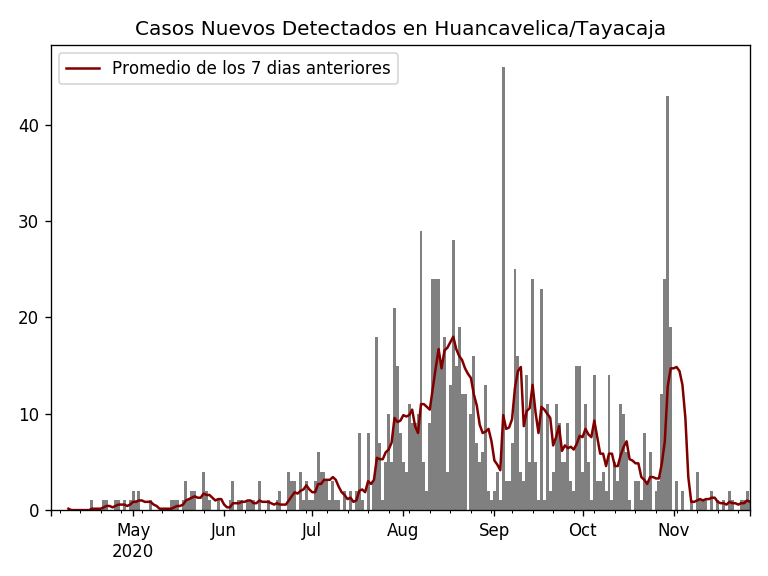 Casos Nuevos Detectados en Huancavelica/Tayacaja
Promedio de los 7 dias anteriores
40
30
20
10
0
May Jun Jul Aug Sep Oct Nov
2020